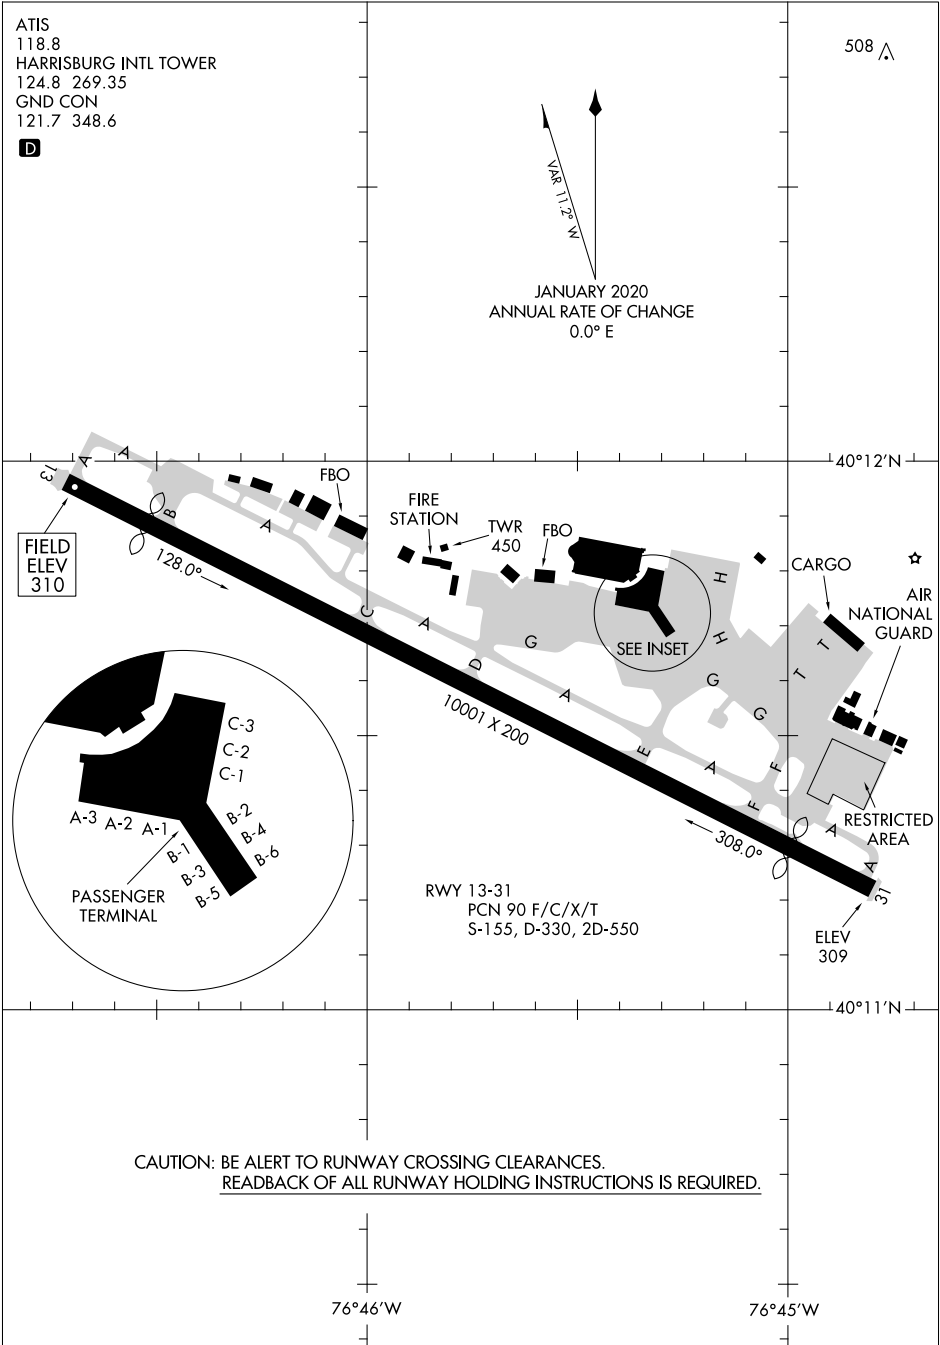 ATIS
118.8
HARRISBURG INTL TOWER
124.8 269.35
GND CON
121.7 348.6
D
508
VAR 11.2° W
JANUARY 2020
ANNUAL RATE OF CHANGE
0.0° E
40°12'N
13
A
A
FIELD
ELEV
310
B
A
128.0°
FBO
FIRE
STATION
TWR
450
FBO
C
A
D
G
A
10001 X 200
SEE INSET
H
H
G
G
E
A
F
F
T
T
CARGO
AIR
NATIONAL
GUARD
RESTRICTED
AREA
A
A
308.0°
31
ELEV
309
C-3
C-2
C-1
B-2
B-4
B-6
A-3
A-2
A-1
B-1
B-3
B-5
PASSENGER
TERMINAL
RWY 13-31
PCN 90 F/C/X/T
S-155, D-330, 2D-550
40°11'N
CAUTION: BE ALERT TO RUNWAY CROSSING CLEARANCES.
READBACK OF ALL RUNWAY HOLDING INSTRUCTIONS IS REQUIRED.
76°46'W
76°45'W